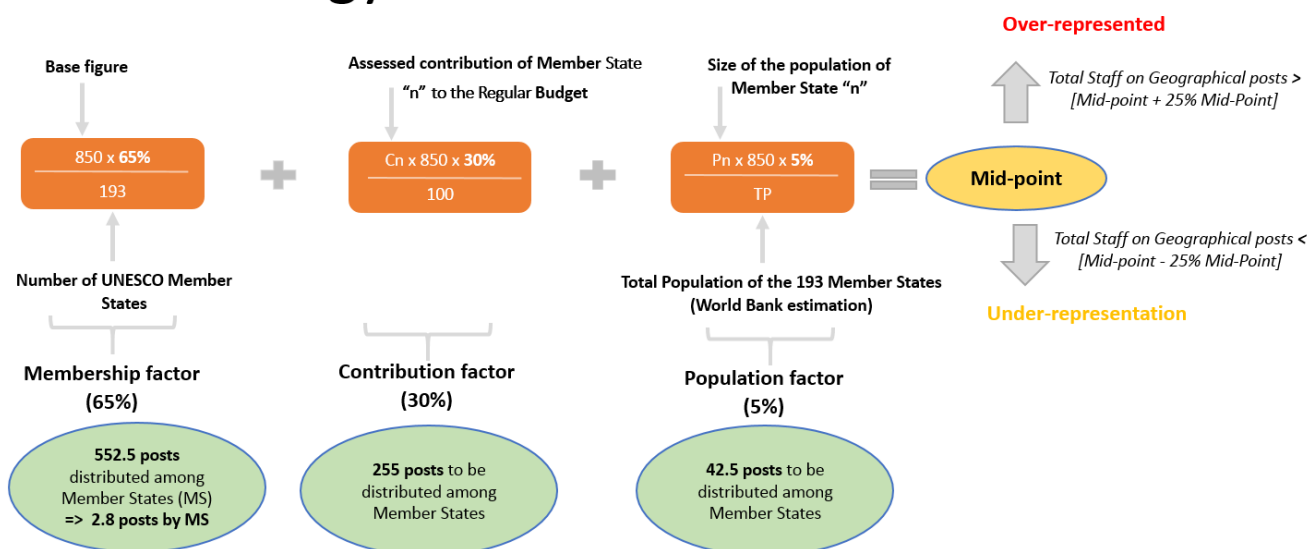 Over-represented
Base figure
Assessed contribution of Member State
"n" to the Regular Budget
Size of the population of
Member State "n"
Total Staff on Geographical posts >
[Mid-point + 25% Mid-Point]
850 x 65%
193
Cn x 850 x 30%
100
Pn x 850 x 5%
TP
Mid-point
Total Staff on Geographical posts <
[Mid-point - 25% Mid-Point]
Number of UNESCO Member
States
Total Population of the 193 Member States
(World Bank estimation)
Under-representation
Membership factor
(65%)
Contribution factor
(30%)
Population factor
(5%)
552.5 posts
distributed among
Member States (MS)
=> 2.8 posts by MS
255 posts to be
distributed among
Member States
42.5 posts to be
distributed among
Member States